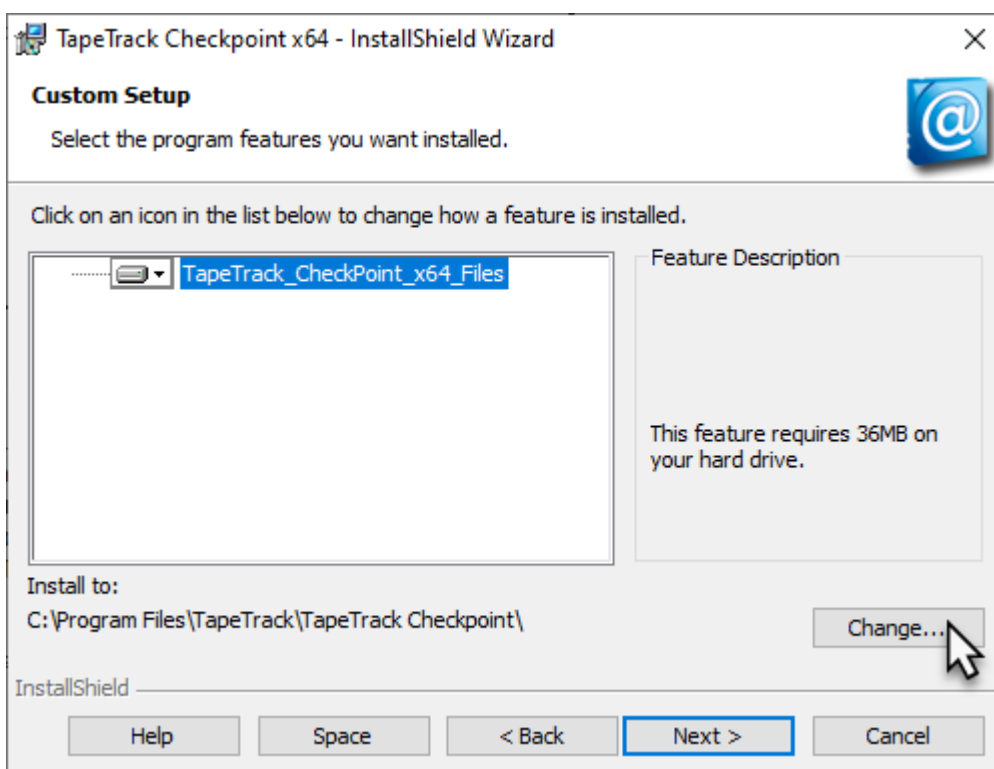 TapeTrack Checkpoint x64 - InstallShield Wizard
Custom Setup
Select the program features you want installed.
Click on an icon in the list below to change how a feature is installed.
TapeTrack_CheckPoint_x64_Files
Feature Description
This feature requires 36MB on
your hard drive.
Install to:
C:\Program Files\TapeTrack\TapeTrack Checkpoint\
Change...
InstallShield
Help
Space
< Back
Next >
Cancel